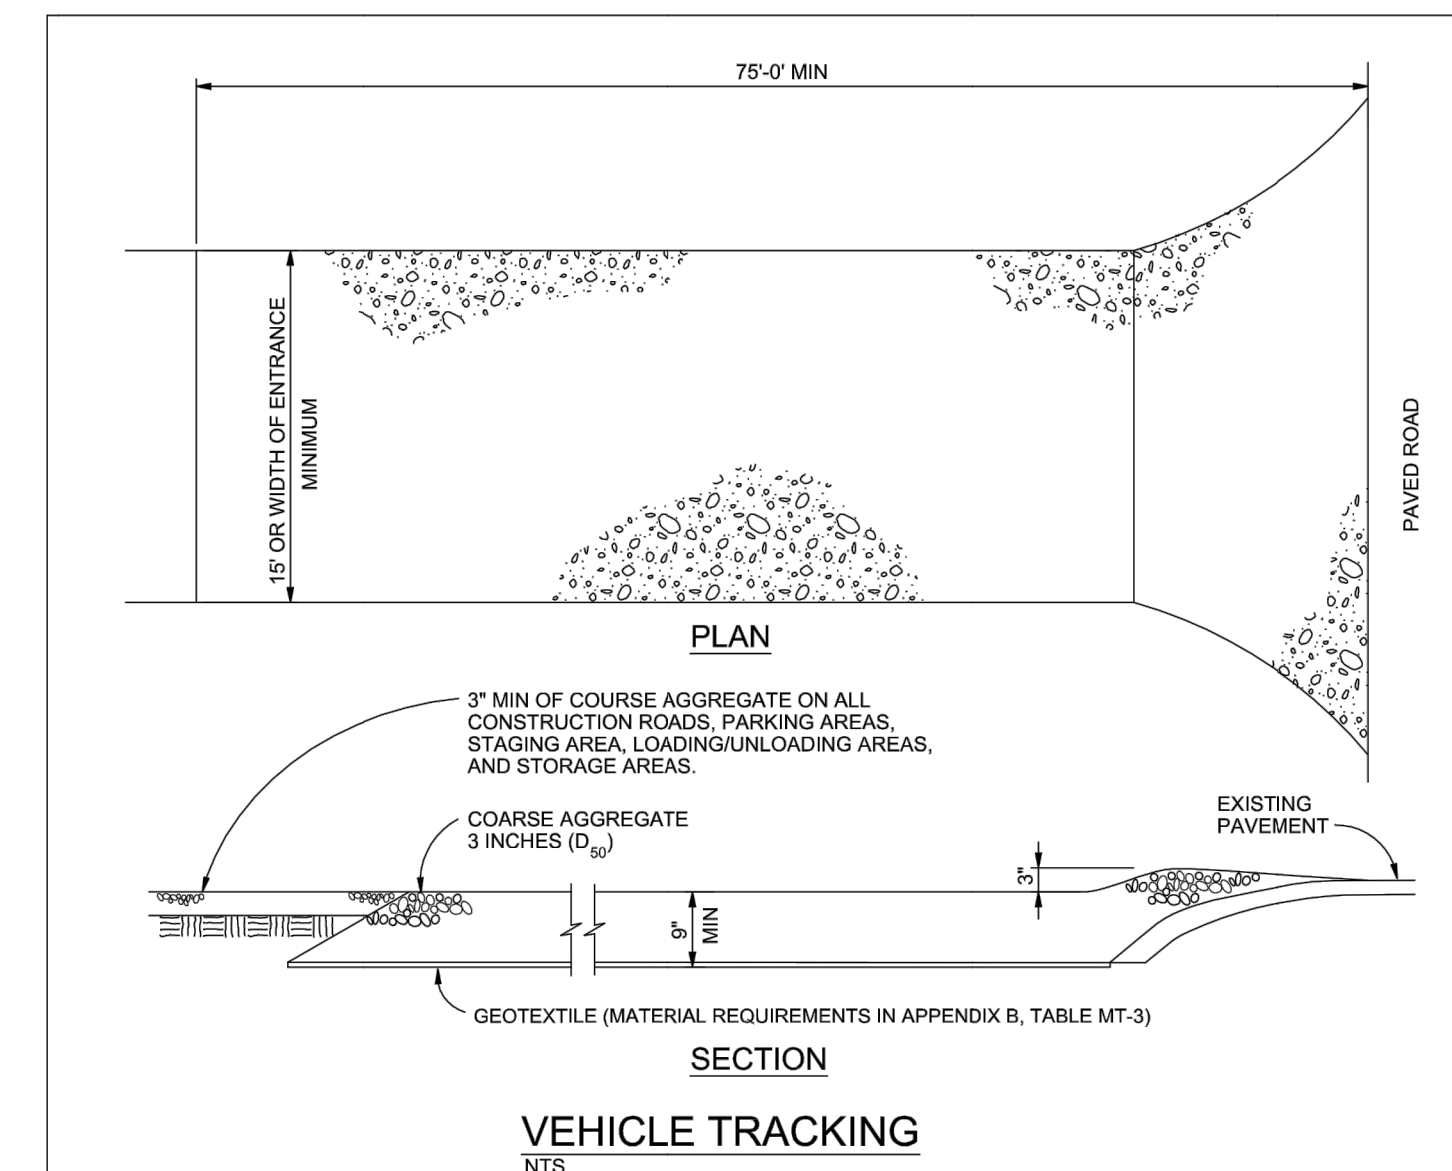 75'-0' MIN
15' OR WIDTH OF ENTRANCE
MINIMUM
PAVED ROAD
PLAN
3" MIN OF COURSE AGGREGATE ON ALL
CONSTRUCTION ROADS, PARKING AREAS,
STAGING AREA, LOADING/UNLOADING AREAS,
AND STORAGE AREAS.
COARSE AGGREGATE
3 INCHES (D50)
EXISTING
PAVEMENT
3"
9"
MIN
GEOTEXTILE (MATERIAL REQUIREMENTS IN APPENDIX B, TABLE MT-3)
SECTION
VEHICLE TRACKING
NTS